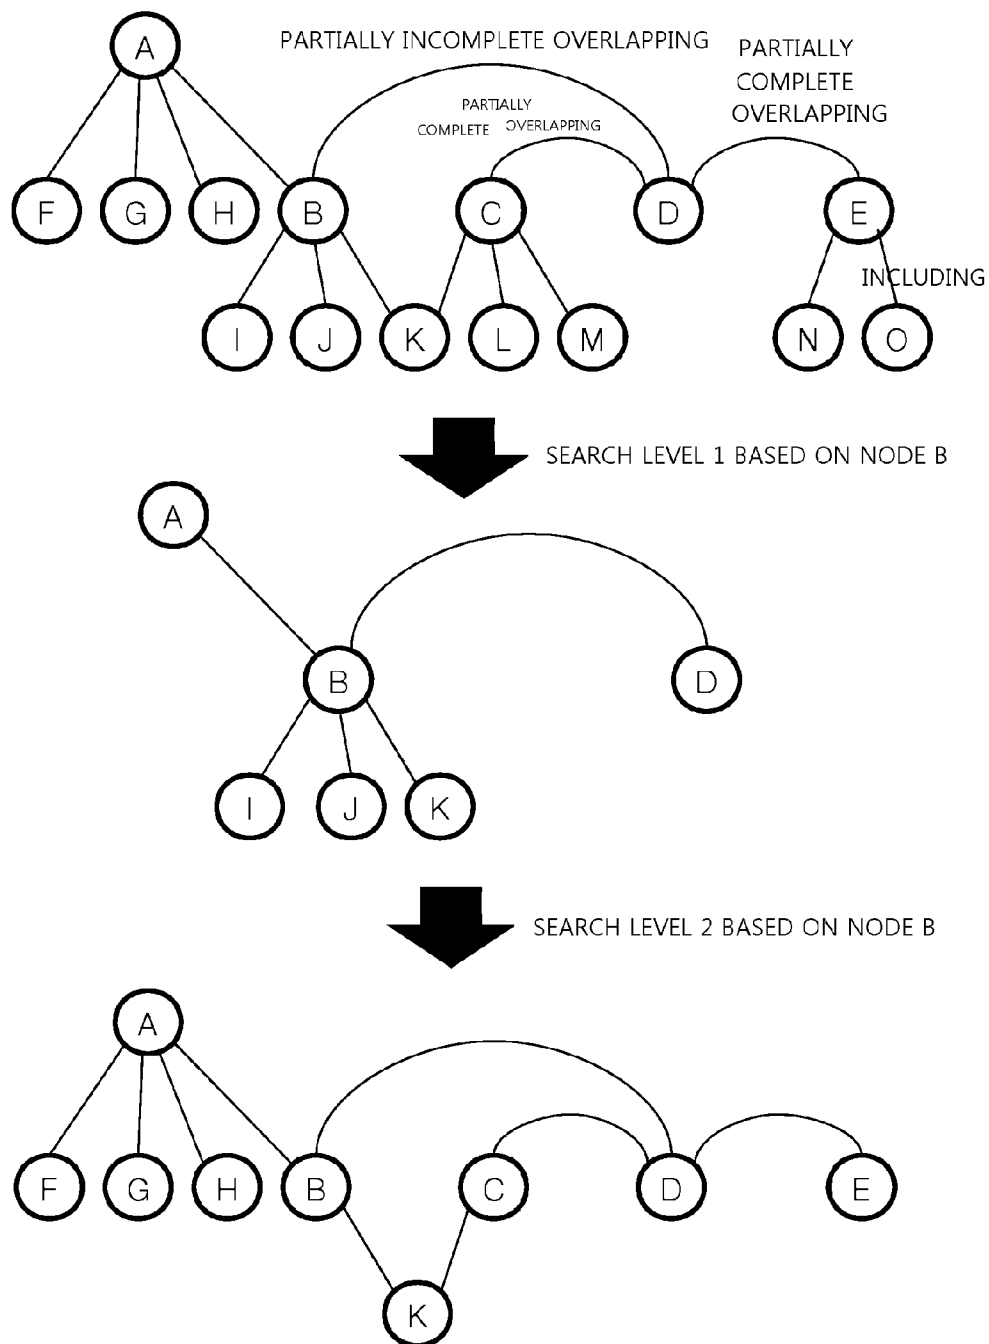 A
PARTIALLY INCOMPLETE OVERLAPPING
PARTIALLY
COMPLETE
OVERLAPPING
PARTIALLY
COMPLETE OVERLAPPING
F G H B C D E
INCLUDING
I J K L M N O
SEARCH LEVEL 1 BASED ON NODE B
A
B D
I J K
SEARCH LEVEL 2 BASED ON NODE B
A
F G H B C D E
K